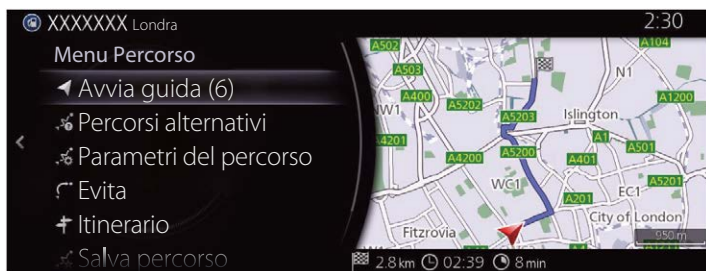 XXXXXXX Londra
2:30
Menu Percorso
Avvia guida (6)
Percorsi alternativi
Parametri del percorso
Evita
Itinerario
Salva percorso
A502
A104
A503
N1
A400
A5202
A1200
NW1
A5203
Islington
4201
A1
A501
A4200
A5200
A401
WC1
A5201
EC1
A201
City of London
Fitzrovia
950 m
2.8 km 02:39 8 min